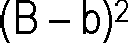 (B – b)²